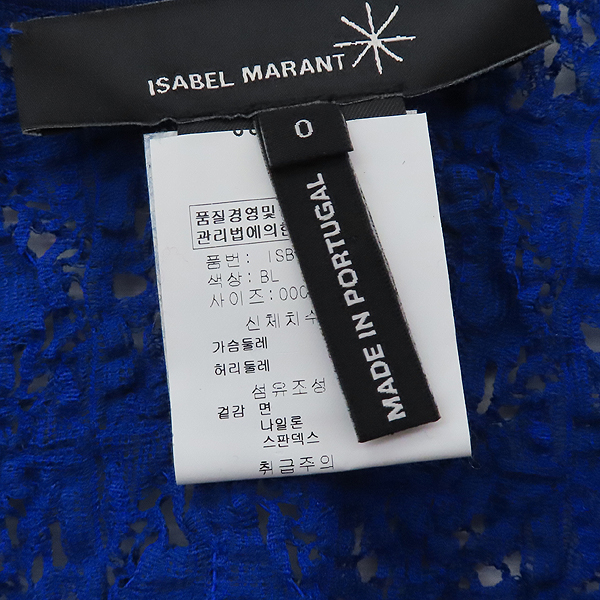 ISABEL MARANT
0
MADE IN PORTUGAL
품질경영및
관리법에의한
품번: ISB
색상: BL
사이즈:000
신체치수
가슴둘레
허리둘레
섬유조성
겉감 면
나일론
스판덱스
취급주의